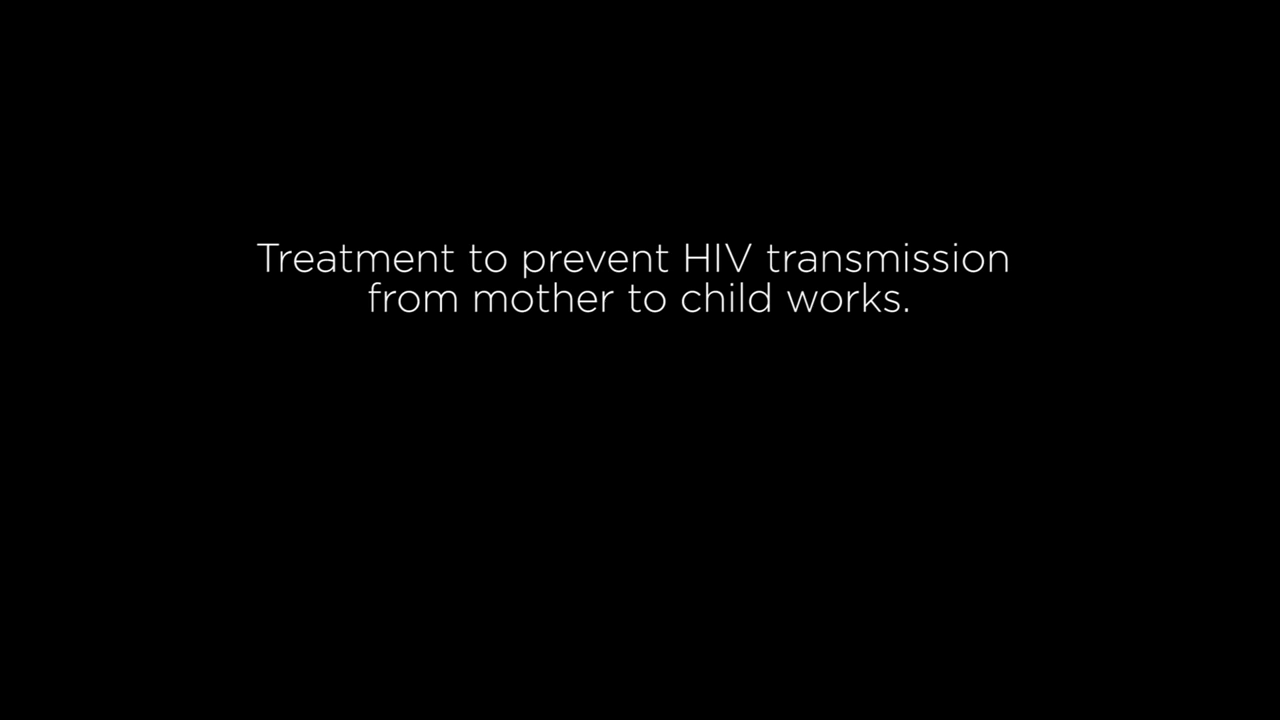 Treatment to prevent HIV transmission
from mother to child works.